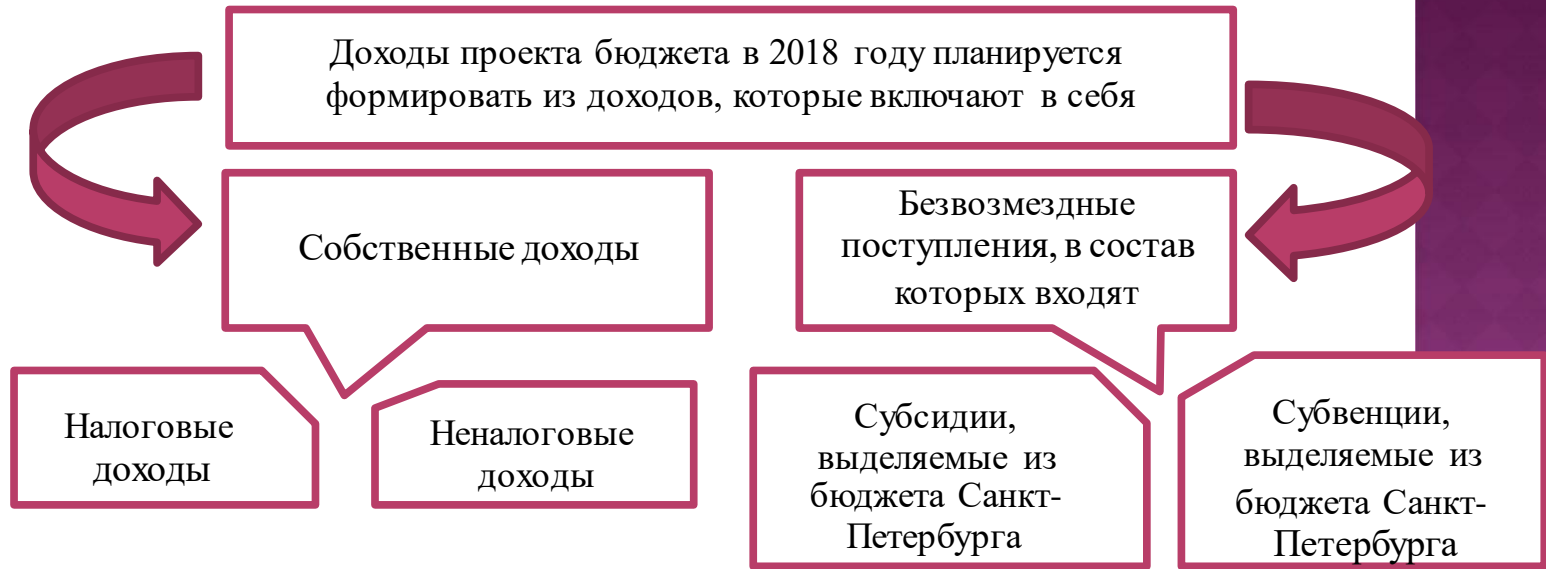 Доходы проекта бюджета в 2018 году планируется
формировать из доходов, которые включают в себя
Собственные доходы
Безвозмездные
поступления, в состав
которых входят
Налоговые
доходы
Неналоговые
доходы
Субсидии,
выделяемые из
бюджета Санкт-
Петербурга
Субвенции,
выделяемые из
бюджета Санкт-
Петербурга